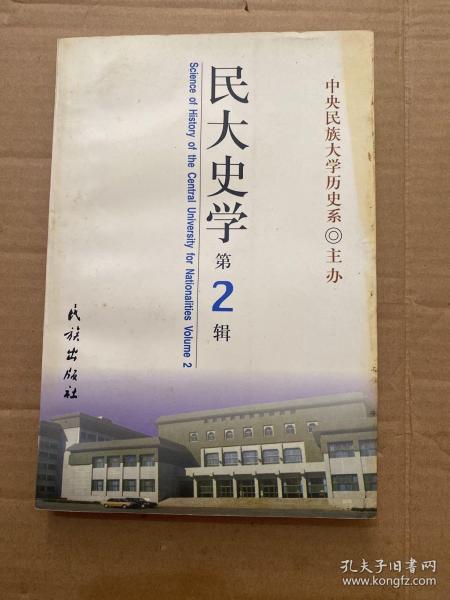 中央民族大学历史系◎主办
民大史学第2辑
Science of History of the Central University for Nationalities Volume 2
民族出版社
孔夫子旧书网
www.kongfz.com